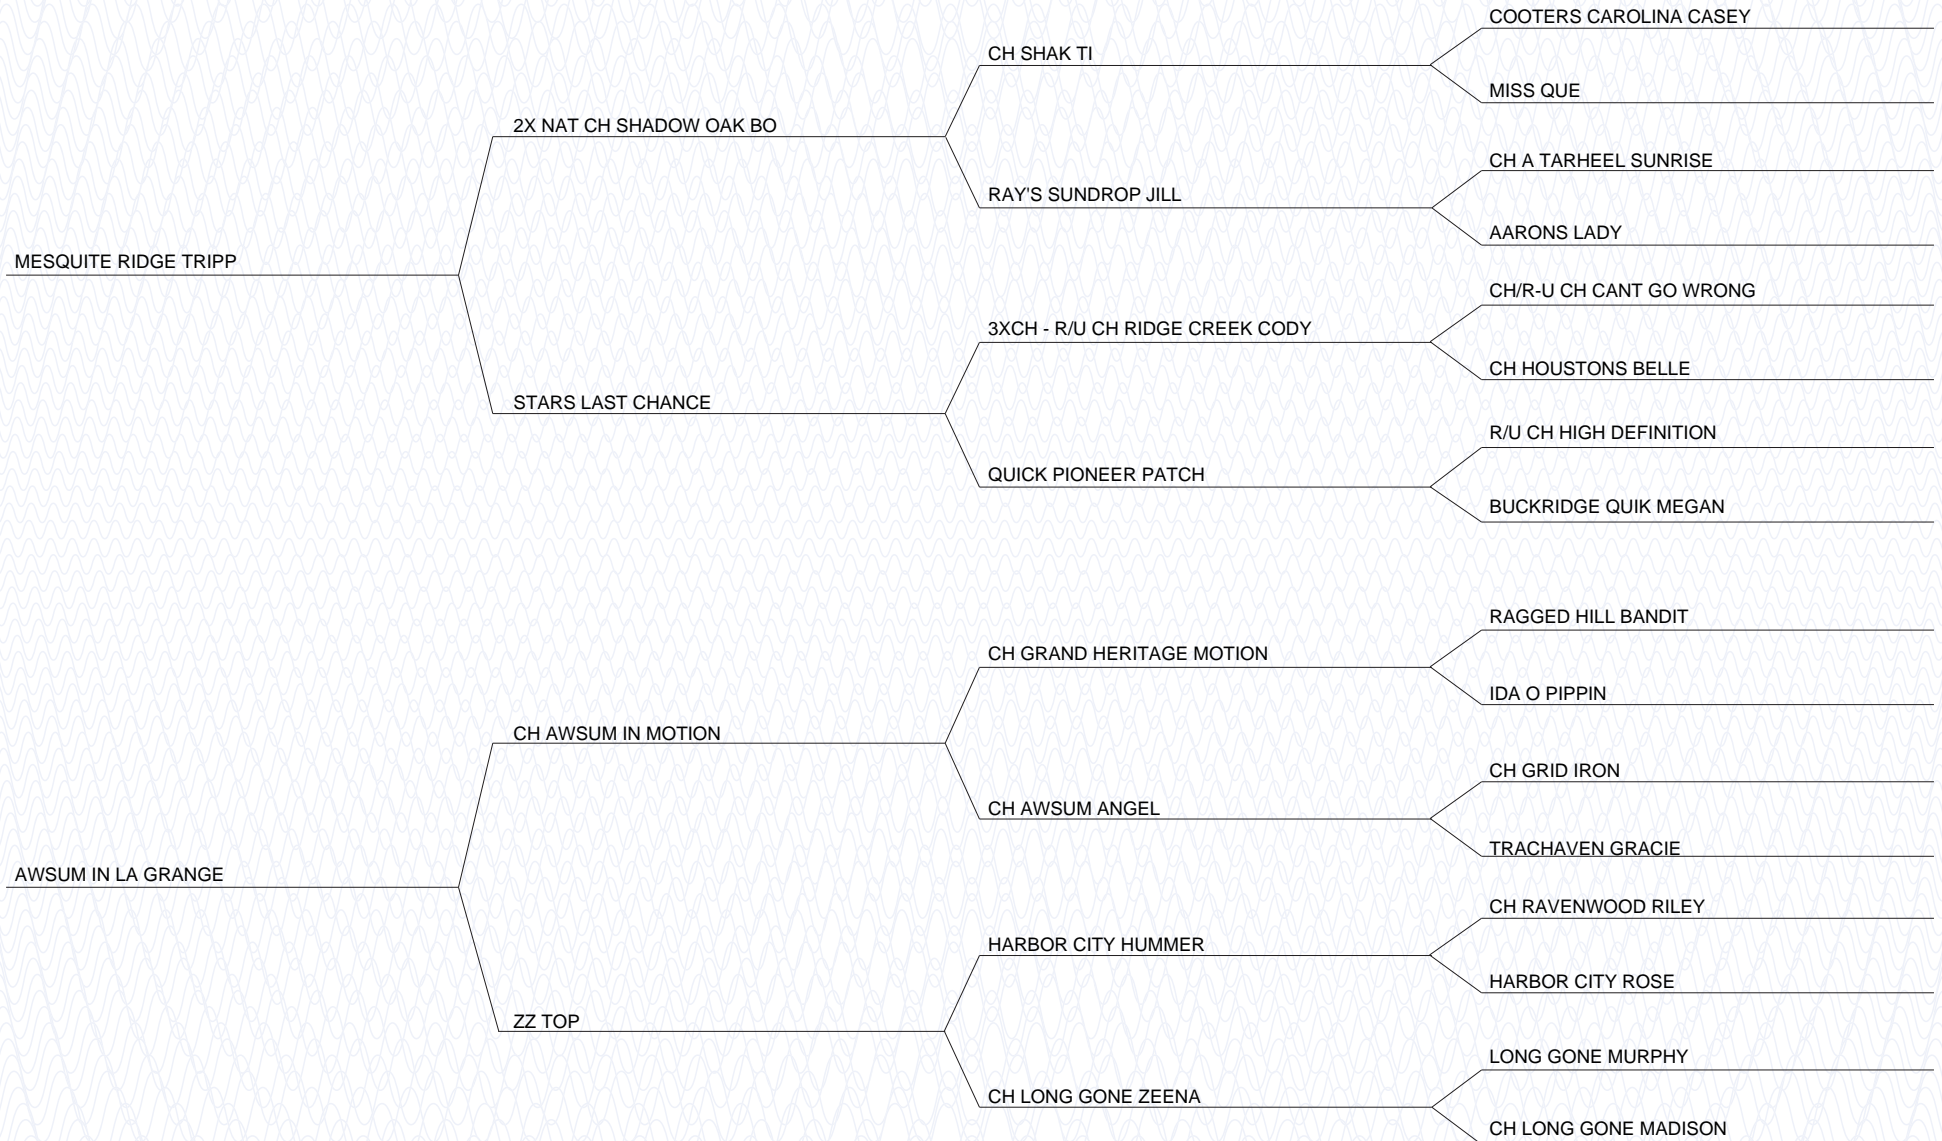 COOTERS CAROLINA CASEY
CH SHAK TI
MISS QUE
2X NAT CH SHADOW OAK BO
CH A TARHEEL SUNRISE
RAY'S SUNDROP JILL
AARONS LADY
MESQUITE RIDGE TRIPP
CH/R-U CH CANT GO WRONG
3XCH - R/U CH RIDGE CREEK CODY
CH HOUSTONS BELLE
STARS LAST CHANCE
R/U CH HIGH DEFINITION
QUICK PIONEER PATCH
BUCKRIDGE QUIK MEGAN
RAGGED HILL BANDIT
CH GRAND HERITAGE MOTION
IDA O PIPPIN
CH AWSUM IN MOTION
CH GRID IRON
CH AWSUM ANGEL
TRACHAVEN GRACIE
AWSUM IN LA GRANGE
CH RAVENWOOD RILEY
HARBOR CITY HUMMER
HARBOR CITY ROSE
ZZ TOP
LONG GONE MURPHY
CH LONG GONE ZEENA
CH LONG GONE MADISON